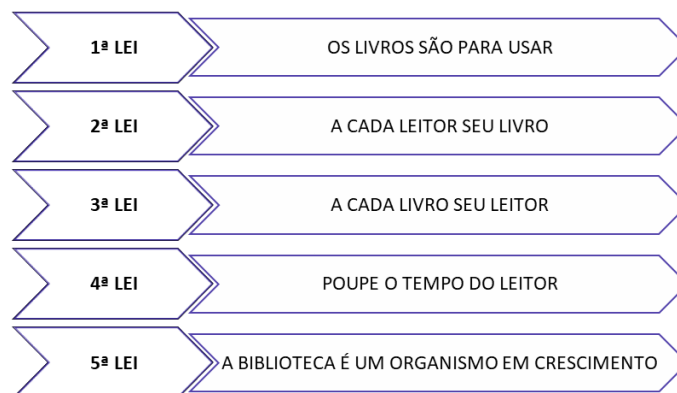 1ª LEI OS LIVROS SÃO PARA USAR
2ª LEI A CADA LEITOR SEU LIVRO
3ª LEI A CADA LIVRO SEU LEITOR
4ª LEI POUPE O TEMPO DO LEITOR
5ª LEI A BIBLIOTECA É UM ORGANISMO EM CRESCIMENTO